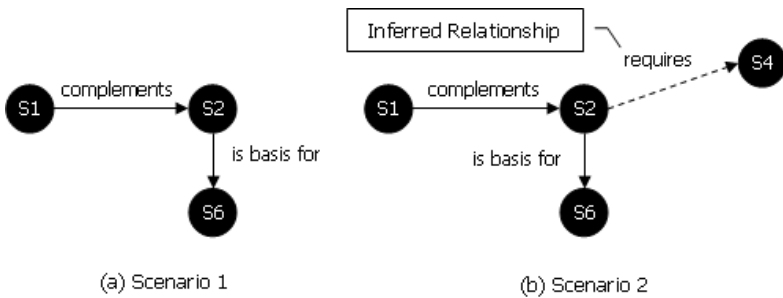 Inferred Relationship
requires
S4
S1
complements
S2
is basis for
S6
S1
complements
S2
is basis for
S6
(a) Scenario 1
(b) Scenario 2